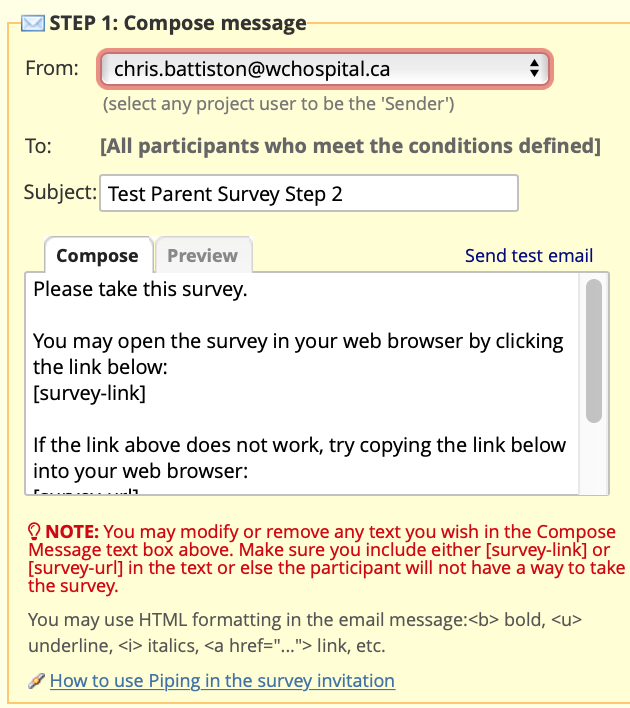 STEP 1: Compose message
From: chris.battiston@wchospital.ca
(select any project user to be the 'Sender')
To: [All participants who meet the conditions defined]
Subject: Test Parent Survey Step 2
Compose Preview Send test email
Please take this survey.
You may open the survey in your web browser by clicking
the link below:
[survey-link]
If the link above does not work, try copying the link below
into your web browser:
[survey-url]
NOTE: You may modify or remove any text you wish in the Compose
Message text box above. Make sure you include either [survey-link] or
[survey-url] in the text or else the participant will not have a way to take
the survey.
You may use HTML formatting in the email message:<b> bold, <u>
underline, <i> italics, <a href="..."> link, etc.
How to use Piping in the survey invitation